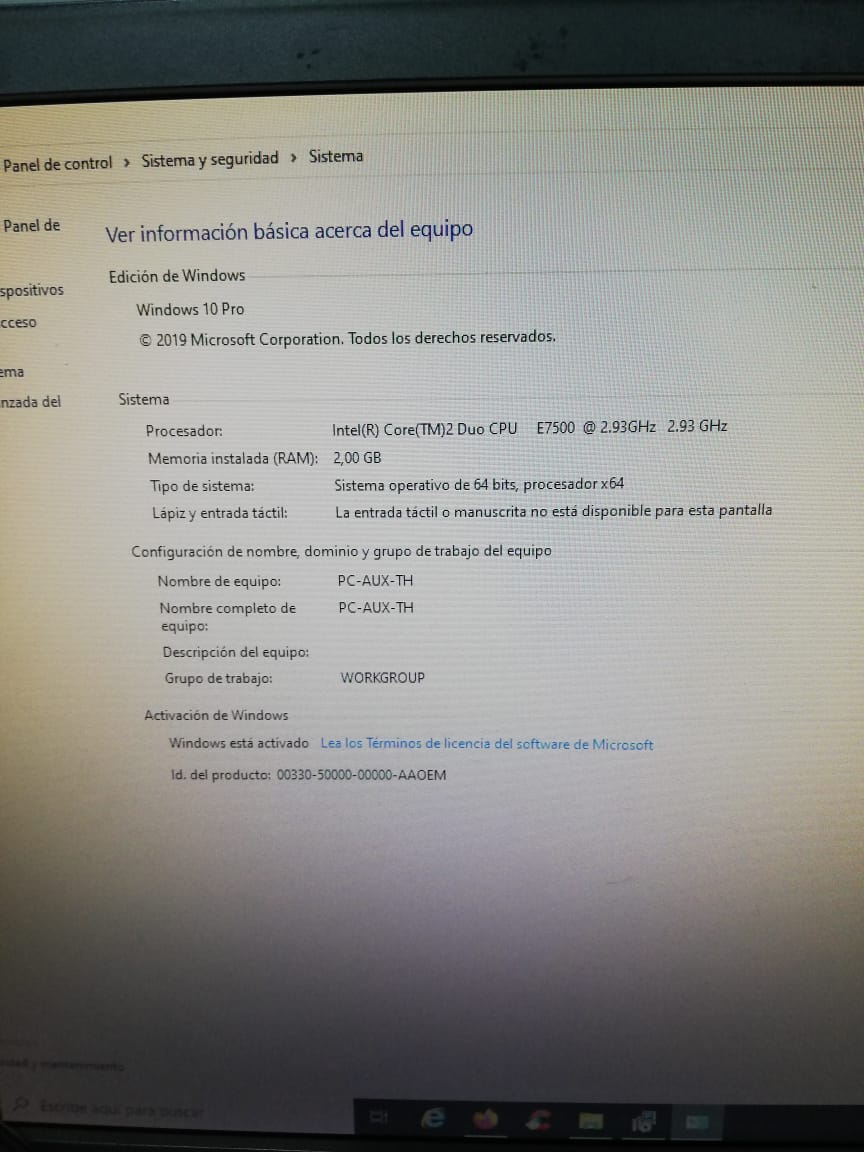 Panel de control › Sistema y seguridad › Sistema
Panel de
Ver información básica acerca del equipo
spositivos
Edición de Windows
cceso
Windows 10 Pro
© 2019 Microsoft Corporation. Todos los derechos reservados.
ema
nzada del
Sistema
Procesador: Intel(R) Core(TM)2 Duo CPU E7500 @ 2.93GHz 2.93 GHz
Memoria instalada (RAM): 2,00 GB
Tipo de sistema: Sistema operativo de 64 bits, procesador x64
Lápiz y entrada táctil: La entrada táctil o manuscrita no está disponible para esta pantalla
Configuración de nombre, dominio y grupo de trabajo del equipo
Nombre de equipo: PC-AUX-TH
Nombre completo de PC-AUX-TH
equipo:
Descripción del equipo:
Grupo de trabajo: WORKGROUP
Activación de Windows
Windows está activado Lea los Términos de licencia del software de Microsoft
Id. del producto: 00330-50000-00000-AAOEM
y mantenimiento
Escribe aquí para buscar